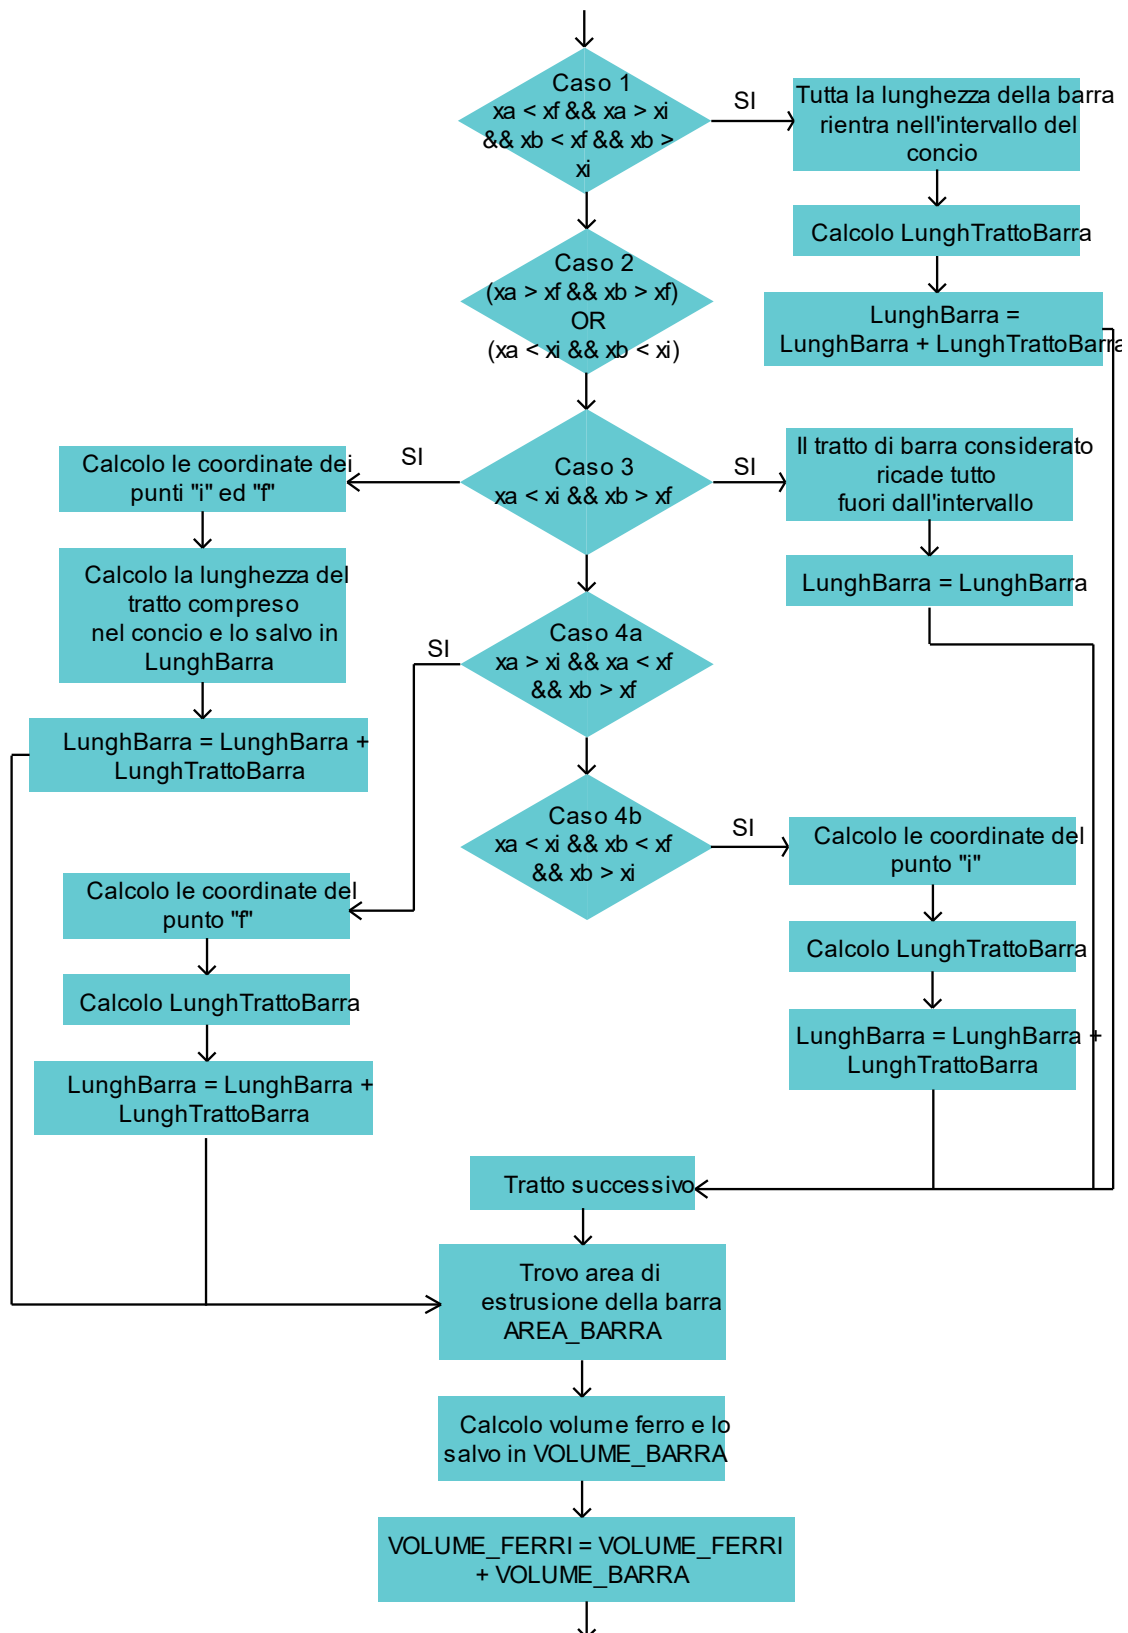 Caso 1
xa < xf && xa > xi
&& xb < xf && xb >
xi
SI
Tutta la lunghezza della barra
rientra nell'intervallo del
concio
Calcolo LunghTrattoBarra
LunghBarra =
LunghBarra + LunghTrattoBarra
Caso 2
(xa > xf && xb > xf)
OR
(xa < xi && xb < xi)
Caso 3
xa < xi && xb > xf
SI
Calcolo le coordinate dei
punti "i" ed "f"
Calcolo la lunghezza del
tratto compreso
nel concio e lo salvo in
LunghBarra
LunghBarra = LunghBarra +
LunghTrattoBarra
SI
Il tratto di barra considerato
ricade tutto
fuori dall'intervallo
LunghBarra = LunghBarra
Caso 4a
xa > xi && xa < xf
&& xb > xf
SI
Calcolo le coordinate del
punto "f"
Calcolo LunghTrattoBarra
LunghBarra = LunghBarra +
LunghTrattoBarra
Caso 4b
xa < xi && xb < xf
&& xb > xi
SI
Calcolo le coordinate del
punto "i"
Calcolo LunghTrattoBarra
LunghBarra = LunghBarra +
LunghTrattoBarra
Tratto successivo
Trovo area di
estrusione della barra
AREA_BARRA
Calcolo volume ferro e lo
salvo in VOLUME_BARRA
VOLUME_FERRI = VOLUME_FERRI
+ VOLUME_BARRA